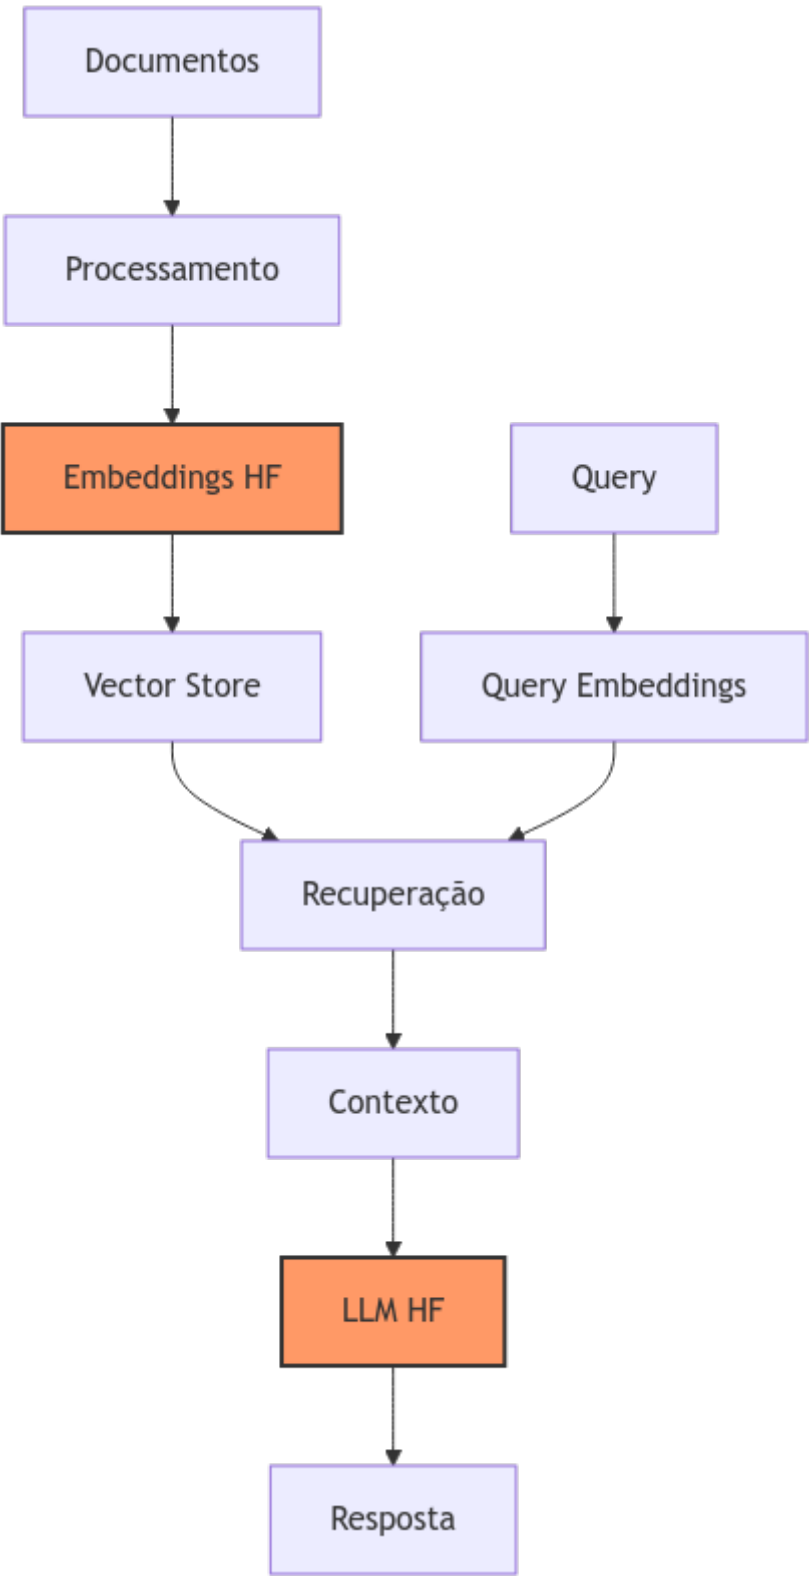 Documentos
Processamento
Embeddings HF
Query
Vector Store
Query Embeddings
Recuperação
Contexto
LLM HF
Resposta